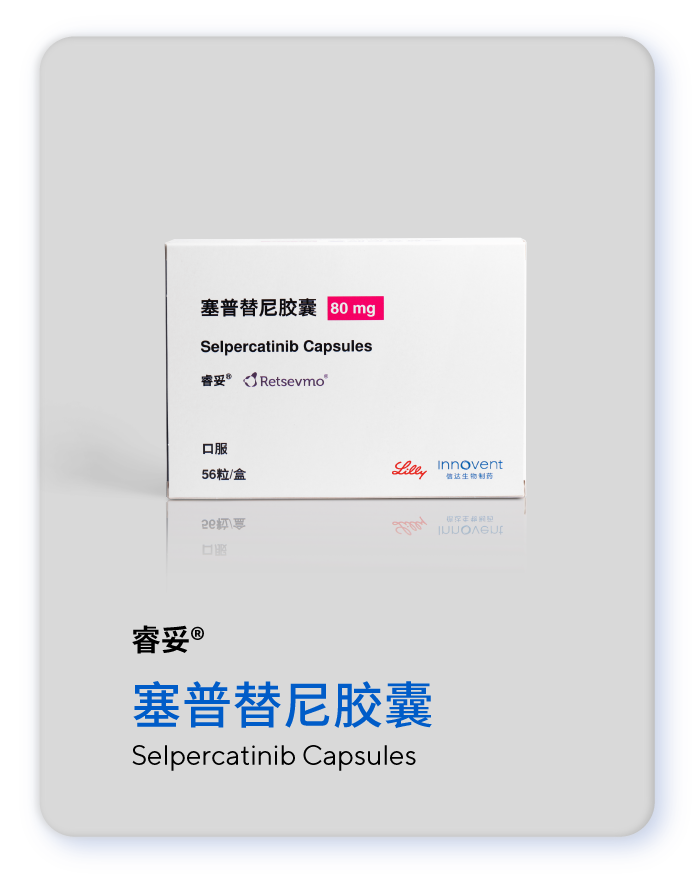 塞普替尼胶囊 80 mg
Selpercatinib Capsules
睿妥® Retsevmo®
口服
56粒/盒
Lilly Innovent
信达生物制药
睿妥®
塞普替尼胶囊
Selpercatinib Capsules